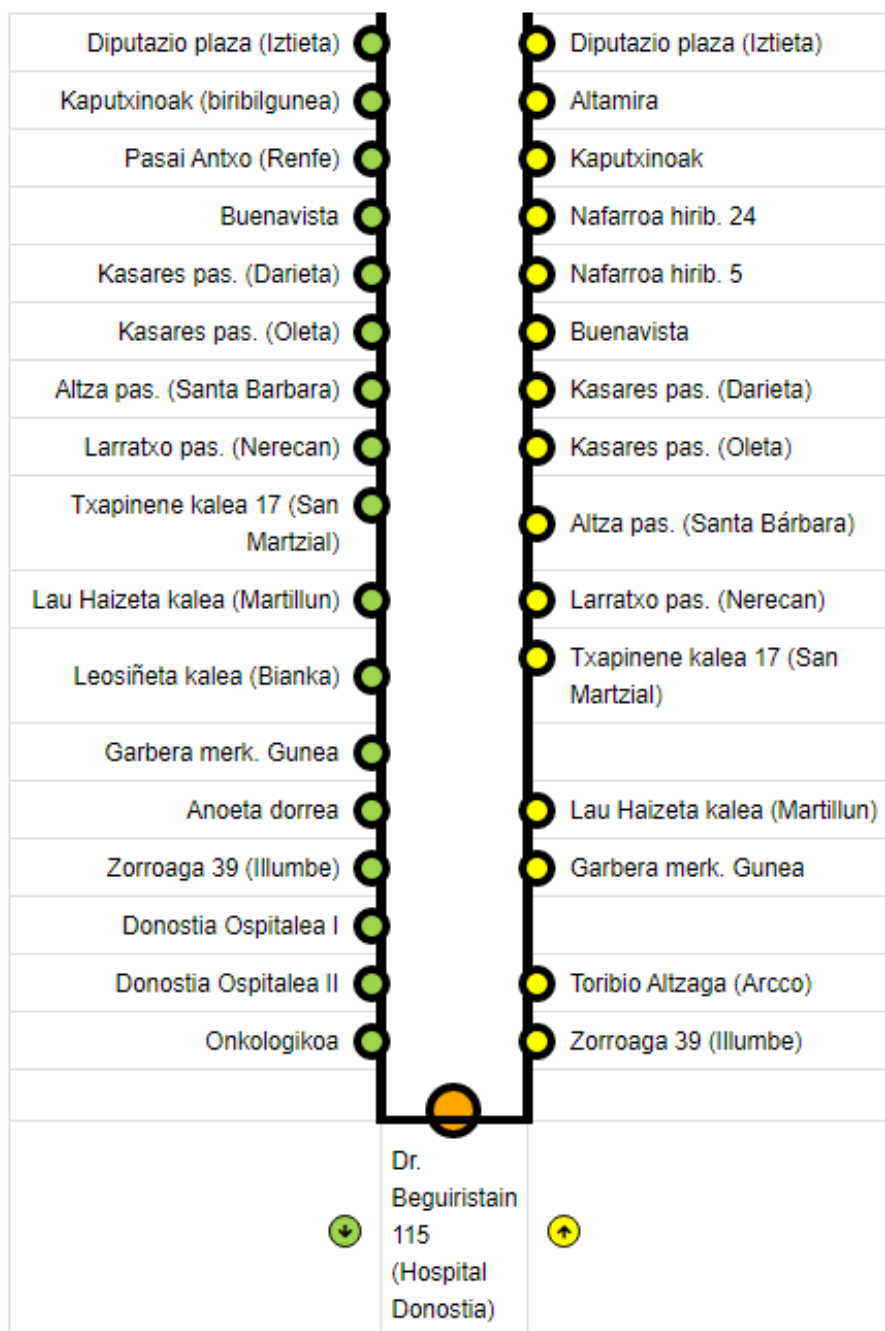 Diputazio plaza (Iztieta)
Diputazio plaza (Iztieta)
Kaputxinoak (biribilgunea)
Altamira
Pasai Antxo (Renfe)
Kaputxinoak
Buenavista
Nafarroa hirib. 24
Kasares pas. (Darieta)
Nafarroa hirib. 5
Kasares pas. (Oleta)
Buenavista
Altza pas. (Santa Barbara)
Kasares pas. (Darieta)
Larratxo pas. (Nerecan)
Kasares pas. (Oleta)
Txapinene kalea 17 (San
Martzial)
Altza pas. (Santa Bárbara)
Lau Haizeta kalea (Martillun)
Larratxo pas. (Nerecan)
Leosiñeta kalea (Bianka)
Txapinene kalea 17 (San
Martzial)
Garbera merk. Gunea
Anoeta dorrea
Lau Haizeta kalea (Martillun)
Zorroaga 39 (Illumbe)
Garbera merk. Gunea
Donostia Ospitalea I
Donostia Ospitalea II
Toribio Altzaga (Arcco)
Onkologikoa
Zorroaga 39 (Illumbe)
Dr.
Beguiristain
115
(Hospital
Donostia)